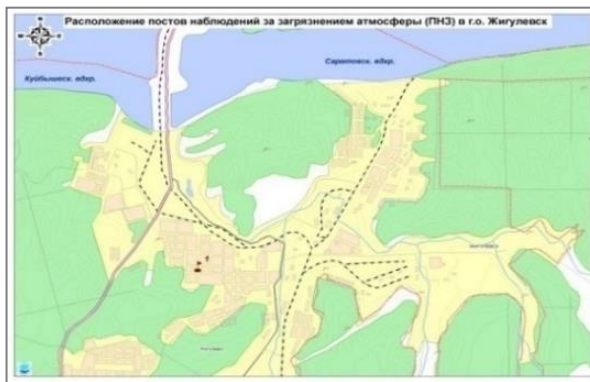 Расположение постов наблюдений за загрязнением атмосферы (ПНЗ) в г.о. Жигулевск
Саратовск. вдхр.
Куйбышевск. вдхр.